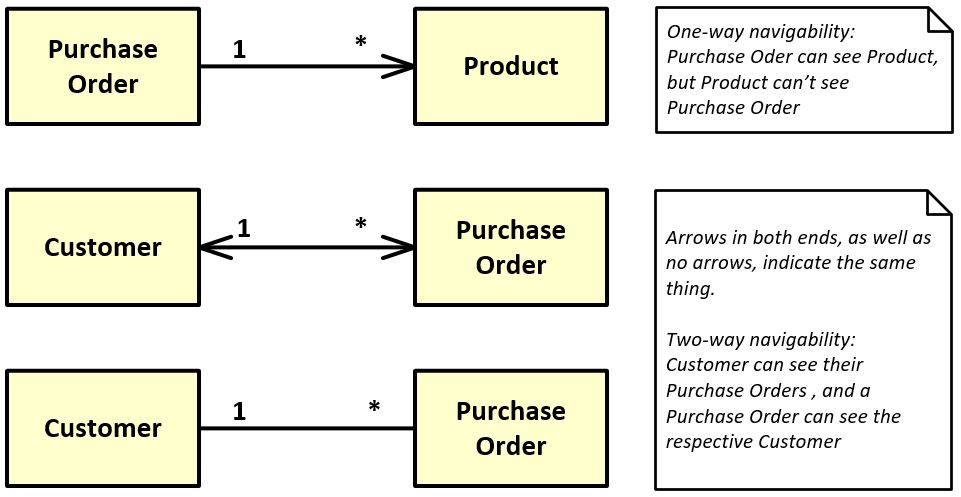 Purchase
Order
1
*
Product
One-way navigability:
Purchase Oder can see Product,
but Product can't see
Purchase Order
Customer
1
*
Purchase
Order
Arrows in both ends, as well as
no arrows, indicate the same
thing.
Two-way navigability:
Customer can see their
Purchase Orders , and a
Purchase Order can see the
respective Customer
Customer
1
*
Purchase
Order